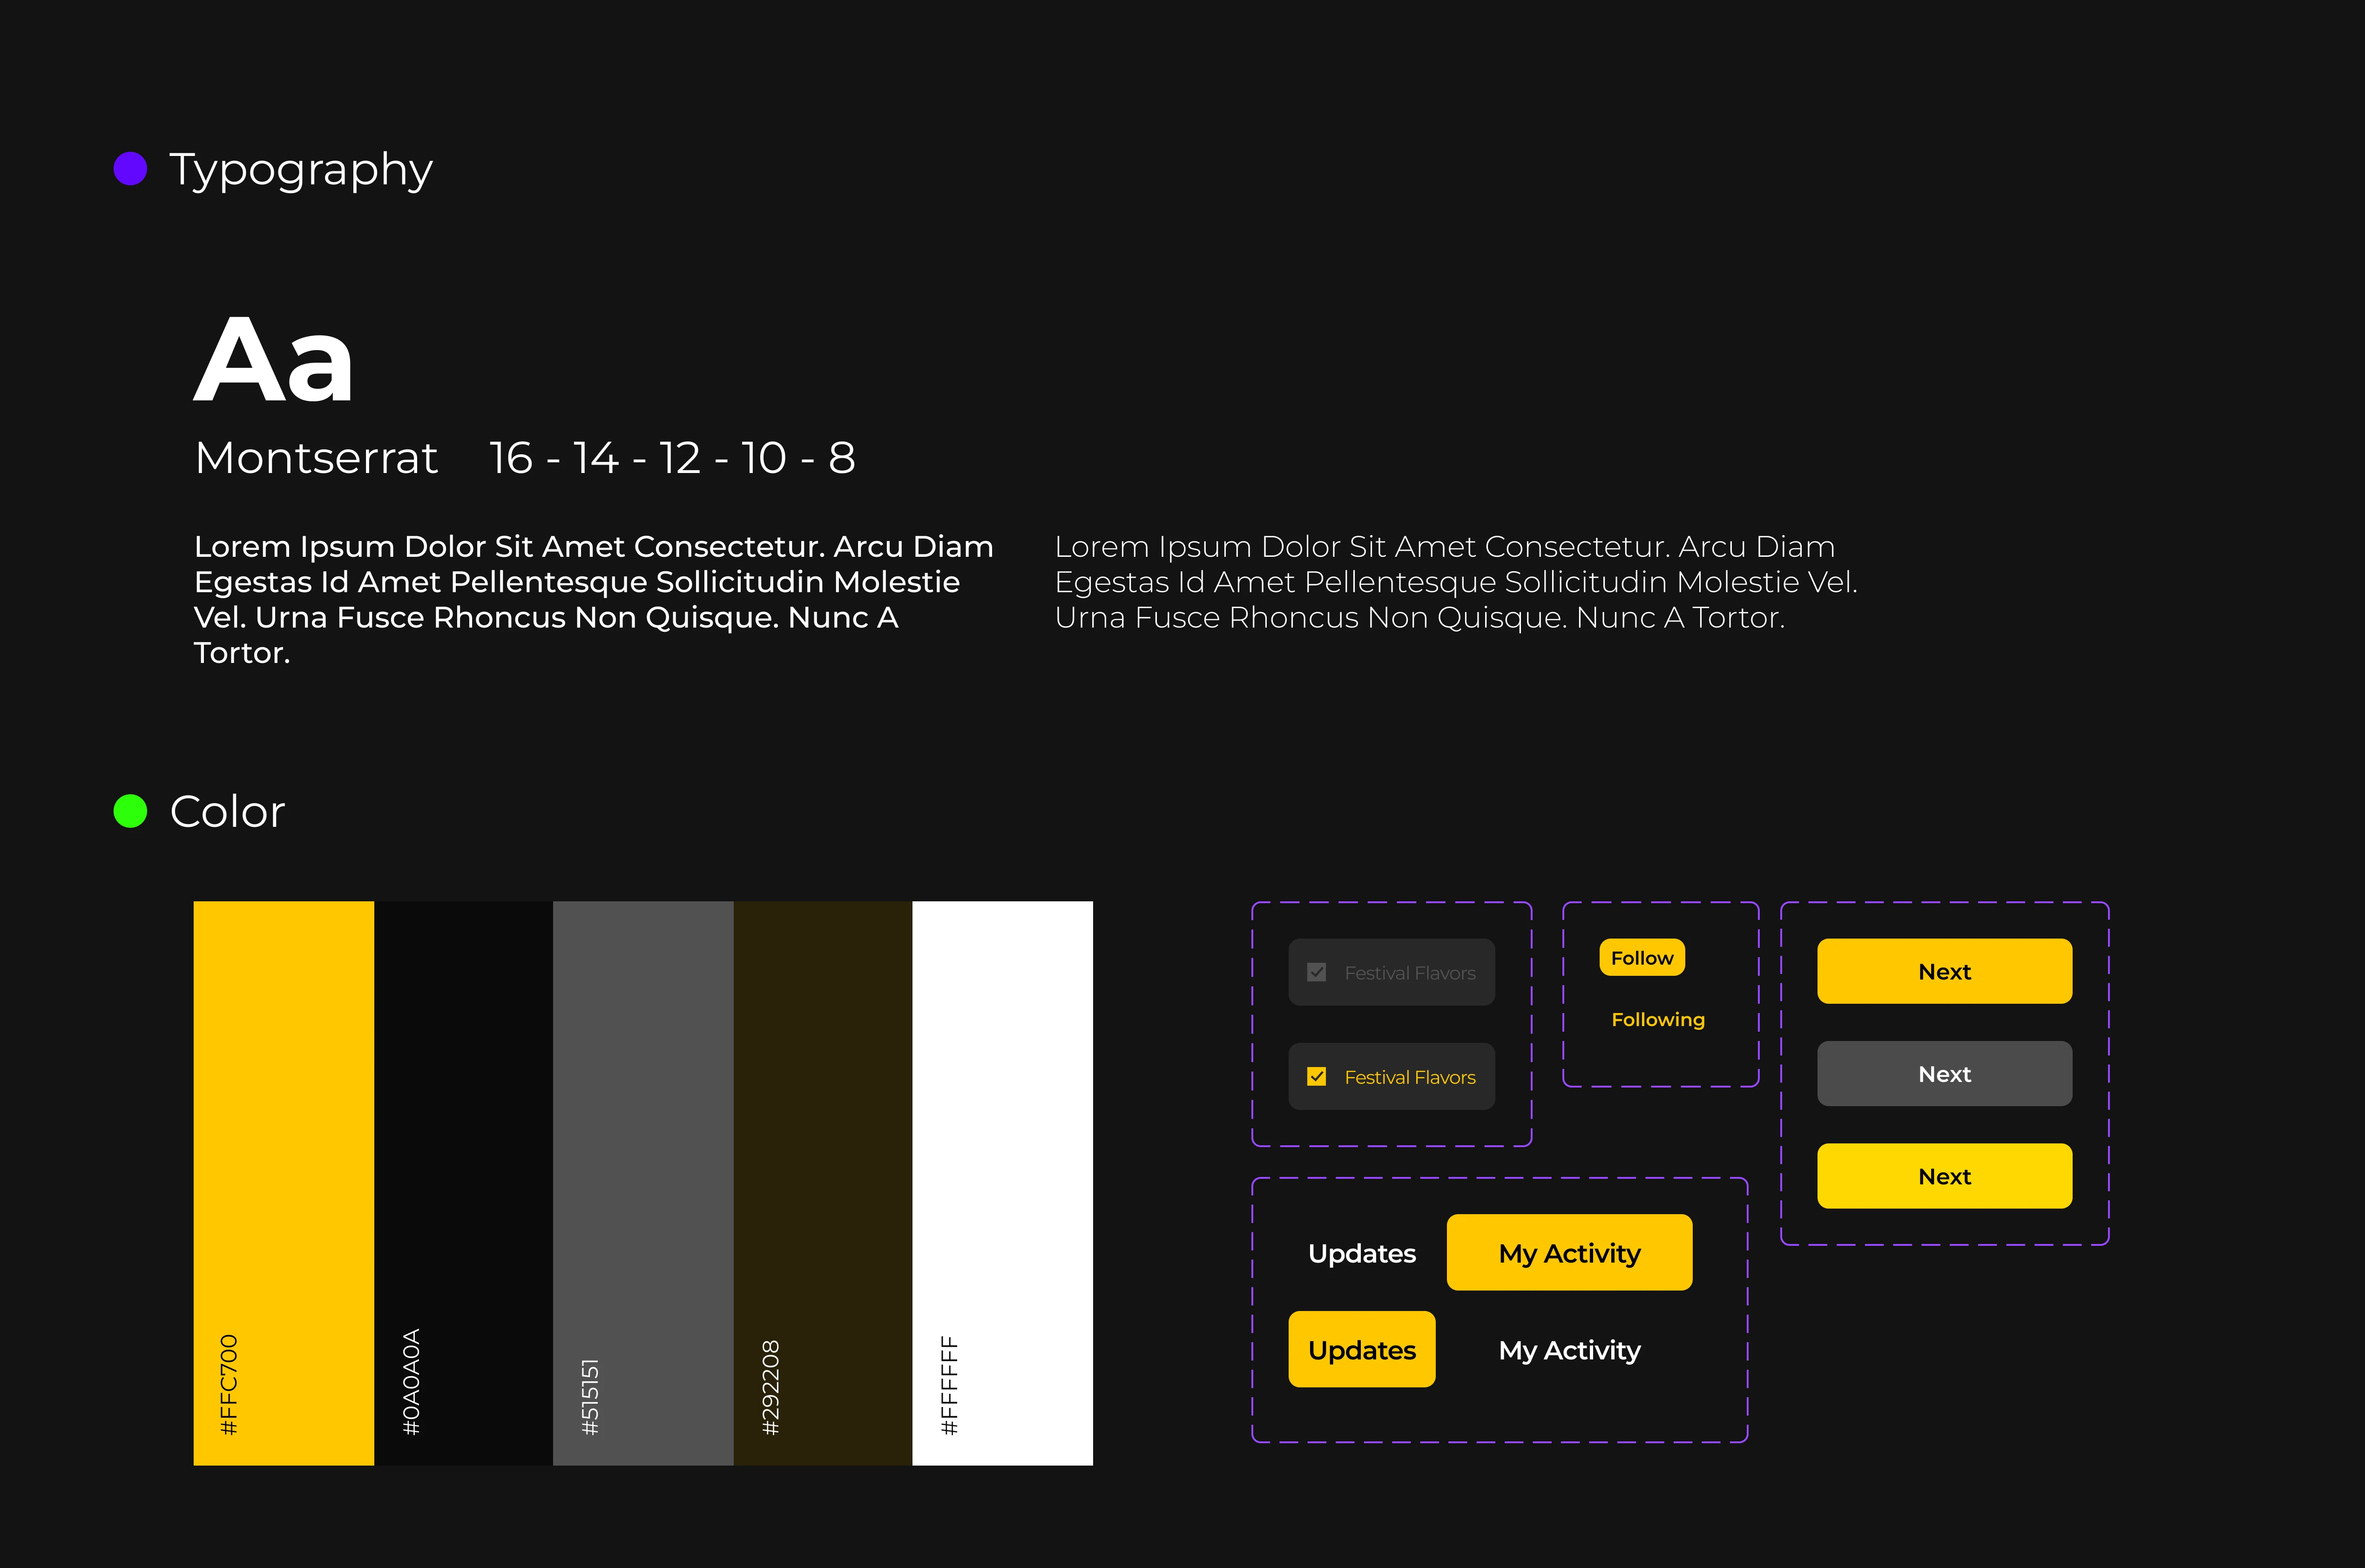 Typography
Aa
Montserrat 16 - 14 - 12 - 10 - 8
Lorem Ipsum Dolor Sit Amet Consectetur. Arcu Diam
Egestas Id Amet Pellentesque Sollicitudin Molestie
Vel. Urna Fusce Rhoncus Non Quisque. Nunc A
Tortor.
Lorem Ipsum Dolor Sit Amet Consectetur. Arcu Diam
Egestas Id Amet Pellentesque Sollicitudin Molestie Vel.
Urna Fusce Rhoncus Non Quisque. Nunc A Tortor.
Color
#FFC700
#0A0A0A
#515151
#292208
#FFFFFF
Festival Flavors
Festival Flavors
Follow
Following
Next
Next
Next
Updates
My Activity
Updates
My Activity